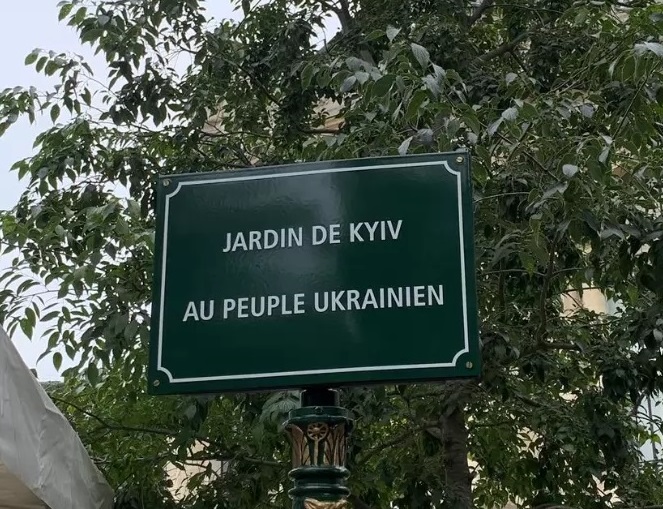 JARDIN DE KYIV
AU PEUPLE UKRAINIEN